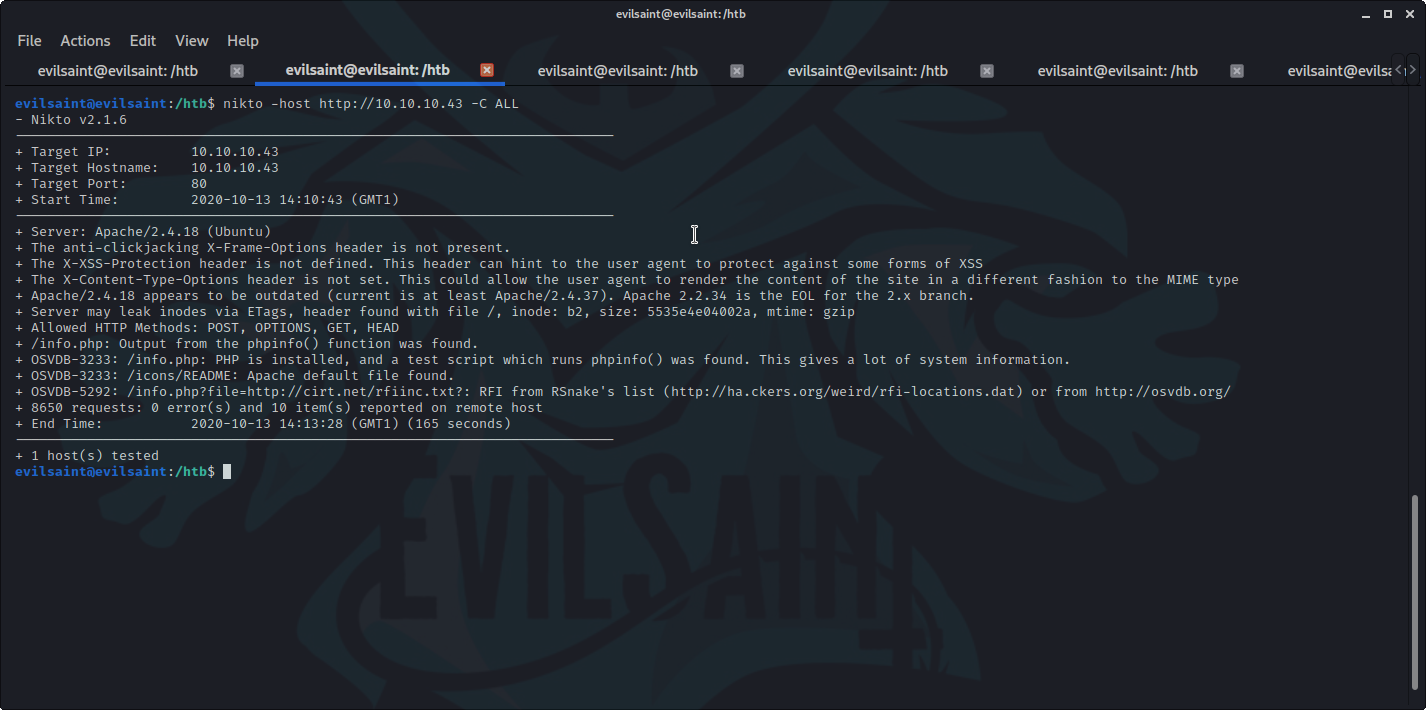 evilsaint@evilsaint: /htb
File Actions Edit View Help
evilsaint@evilsaint: /htb evilsaint@evilsaint: /htb evilsaint@evilsaint: /htb evilsaint@evilsaint: /htb evilsaint@evilsaint: /htb
evilsaint@evilsaint:/htb$ nikto -host http://10.10.10.43 -C ALL
- Nikto v2.1.6
+ Target IP: 10.10.10.43
+ Target Hostname: 10.10.10.43
+ Target Port: 80
+ Start Time: 2020-10-13 14:10:43 (GMT1)
+ Server: Apache/2.4.18 (Ubuntu)
+ The anti-clickjacking X-Frame-Options header is not present.
+ The X-XSS-Protection header is not defined. This header can hint to the user agent to protect against some forms of XSS
+ The X-Content-Type-Options header is not set. This could allow the user agent to render the content of the site in a different fashion to the MIME type
+ Apache/2.4.18 appears to be outdated (current is at least Apache/2.4.37). Apache 2.2.34 is the EOL for the 2.x branch.
+ Server may leak inodes via ETags, header found with file /, inode: b2, size: 5535e4e04002a, mtime: gzip
+ Allowed HTTP Methods: POST, OPTIONS, GET, HEAD
+ /info.php: Output from the phpinfo() function was found.
+ OSVDB-3233: /info.php: PHP is installed, and a test script which runs phpinfo() was found. This gives a lot of system information.
+ OSVDB-3233: /icons/README: Apache default file found.
+ OSVDB-5292: /info.php?file=http://cirt.net/rfiinc.txt?: RFI from RSnake's list (http://ha.ckers.org/weird/rfi-locations.dat) or from http://osvdb.org/
+ 8650 requests: 0 error(s) and 10 item(s) reported on remote host
+ End Time: 2020-10-13 14:13:28 (GMT1) (165 seconds)
+ 1 host(s) tested
evilsaint@evilsaint:/htb$
EVILSAINT